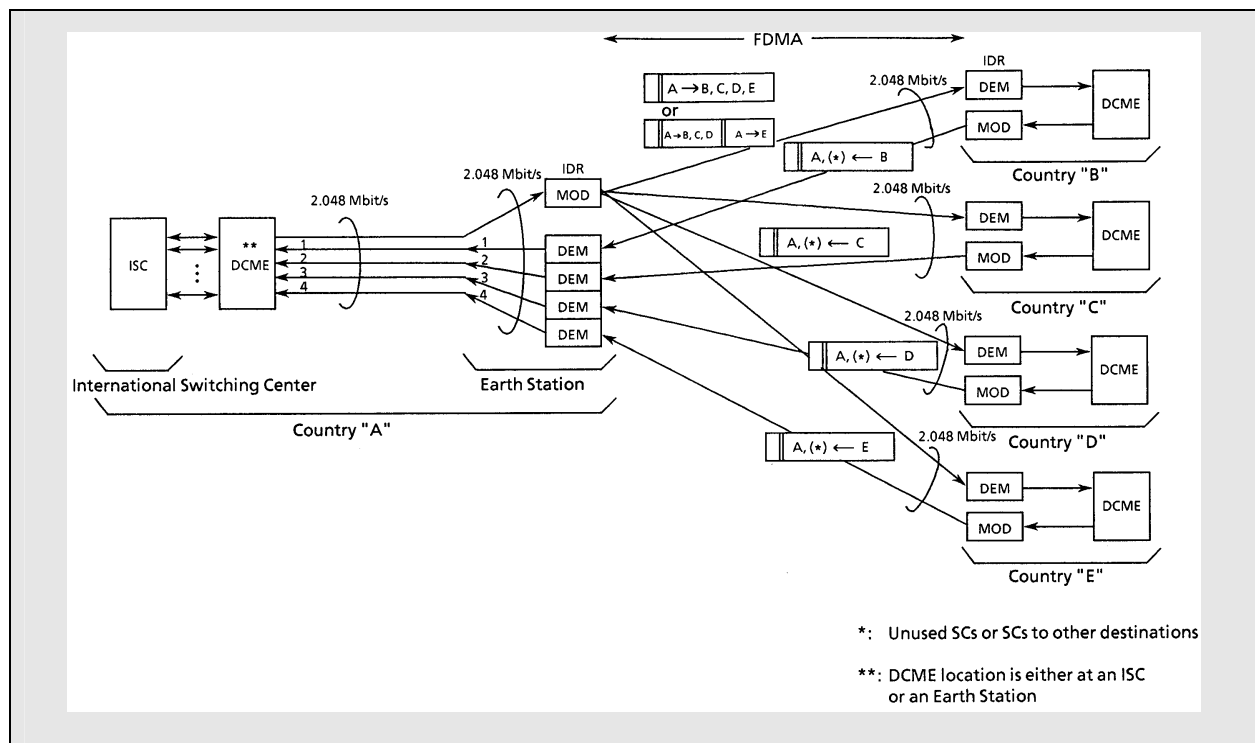 FDMA
IDR
2.048 Mbit/s
A → B, C, D, E
or
A→B, C, D A → E
DEM
MOD
DCME
A, (*) ← B
Country "B"
2.048 Mbit/s
IDR
MOD
2.048 Mbit/s
2.048 Mbit/s
DEM
MOD
DCME
A, (*) ← C
Country "C"
ISC
**
DCME
1
2
3
4
1
2
3
4
DEM
DEM
DEM
DEM
2.048 Mbit/s
DEM
MOD
DCME
A, (*) ← D
Country "D"
International Switching Center
Earth Station
Country "A"
2.048 Mbit/s
A, (*) ← E
DEM
MOD
DCME
Country "E"
*: Unused SCs or SCs to other destinations
**: DCME location is either at an ISC
or an Earth Station